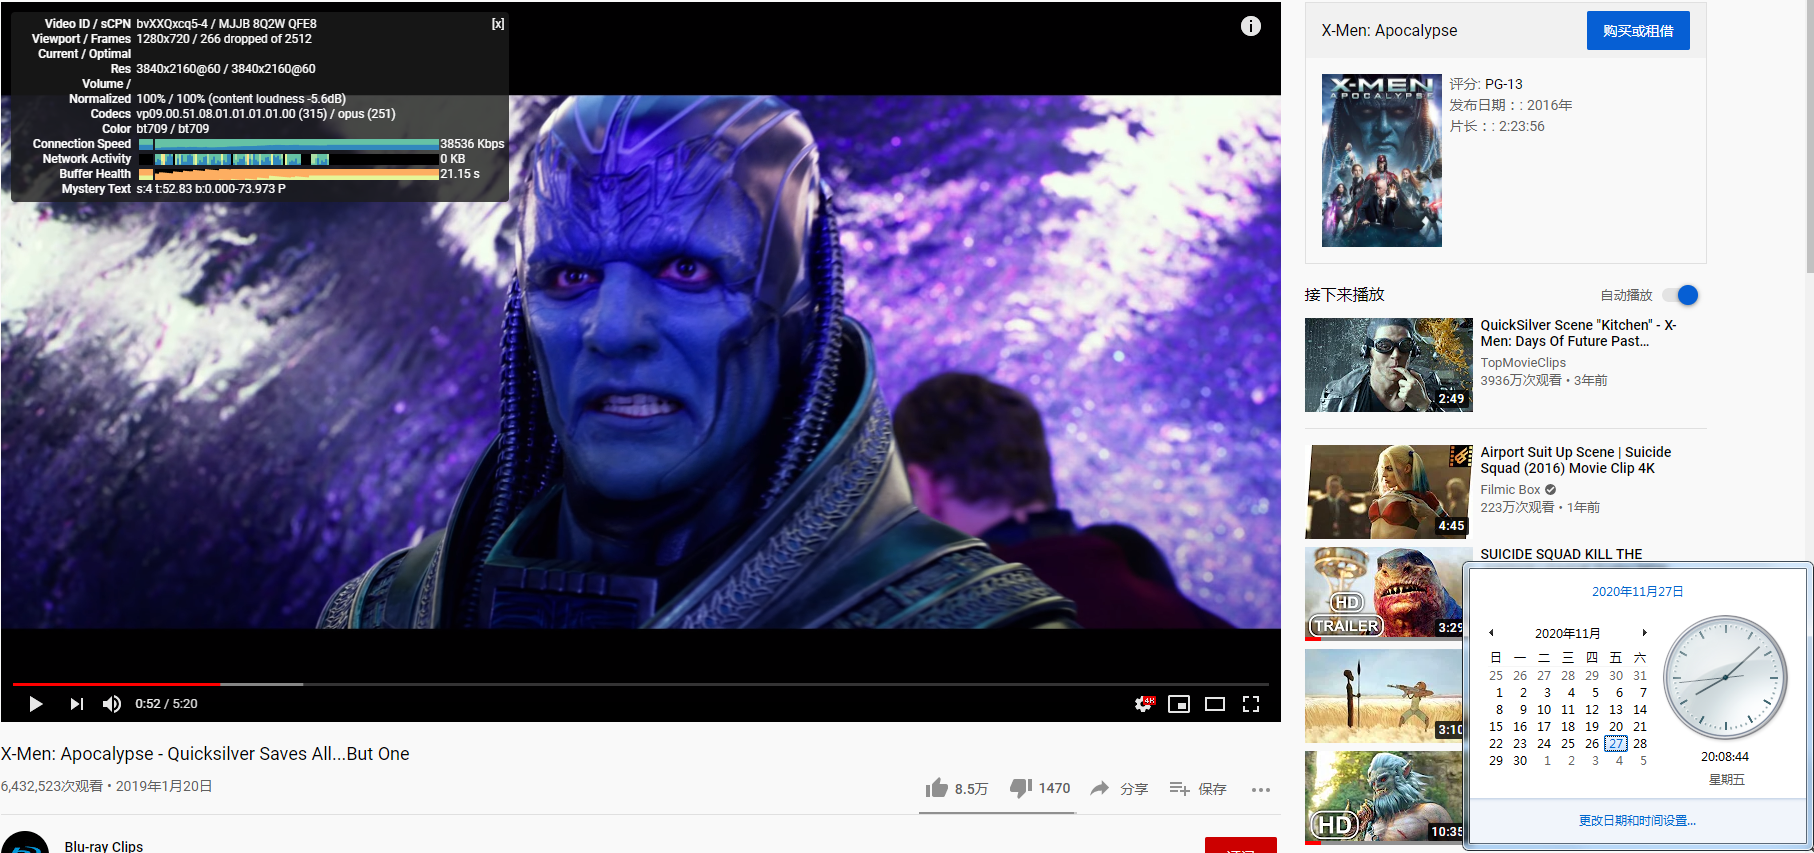 Video ID / sCPN bvXXQxcq5-4 / MJJB 8Q2W QFE8 [x]
Viewport / Frames 1280x720 / 266 dropped of 2512
Current / Optimal
Res 3840x2160@60 / 3840x2160@60
Volume /
Normalized 100% / 100% (content loudness -5.6dB)
Codecs vp09.00.51.08.01.01.01.01.00 (315) / opus (251)
Color bt709 / bt709
Connection Speed 38536 Kbps
Network Activity 0 KB
Buffer Health 21.15 s
Mystery Text s:4 t:52.83 b:0.000-73.973 P
4K
0:52 / 5:20
X-Men: Apocalypse - Quicksilver Saves All...But One
6,432,523次观看 • 2019年1月20日
8.5万 1470 分享 保存
Blu-ray Clips
X-Men: Apocalypse 购买或租借
X-MEN
APOCALYPSE
评分: PG-13
发布日期：: 2016年
片长：: 2:23:56
接下来播放 自动播放
QuickSilver Scene "Kitchen" - X-
Men: Days Of Future Past...
TopMovieClips
3936万次观看 • 3年前
2:49
Airport Suit Up Scene | Suicide
Squad (2016) Movie Clip 4K
Filmic Box
223万次观看 • 1年前
4:45
SUICIDE SQUAD KILL THE
HD
TRAILER
3:29
3:10
HD
10:35
2020年11月27日
2020年11月
日 一 二 三 四 五 六
25 26 27 28 29 30 31
1 2 3 4 5 6 7
8 9 10 11 12 13 14
15 16 17 18 19 20 21
22 23 24 25 26 27 28
29 30 1 2 3 4 5
20:08:44
星期五
更改日期和时间设置...